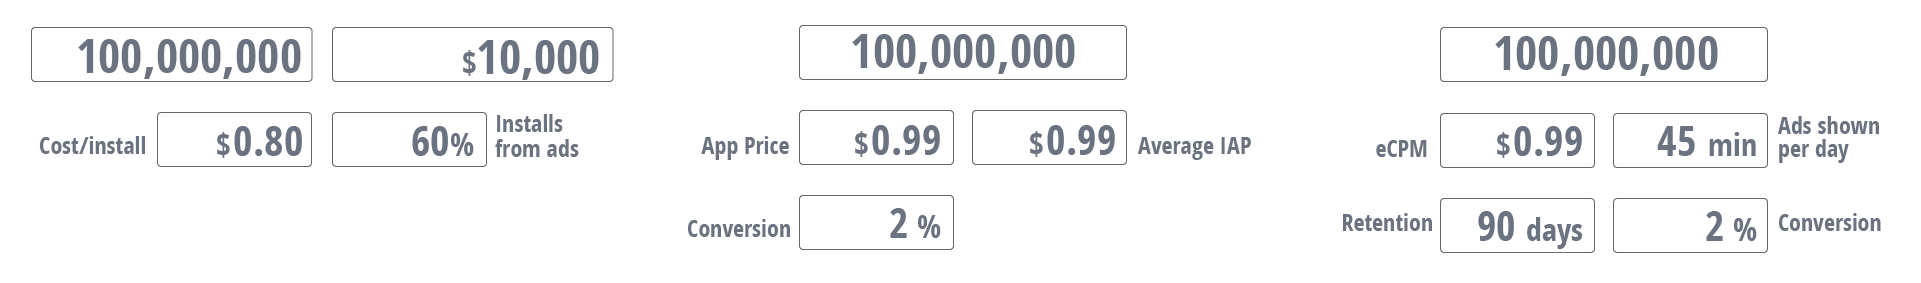 100,000,000 $10,000
Cost/install $0.80 60% Installs
from ads
100,000,000
App Price $0.99 $0.99 Average IAP
Conversion 2 %
100,000,000
eCPM $0.99 45 min Ads shown
per day
Retention 90 days 2 % Conversion